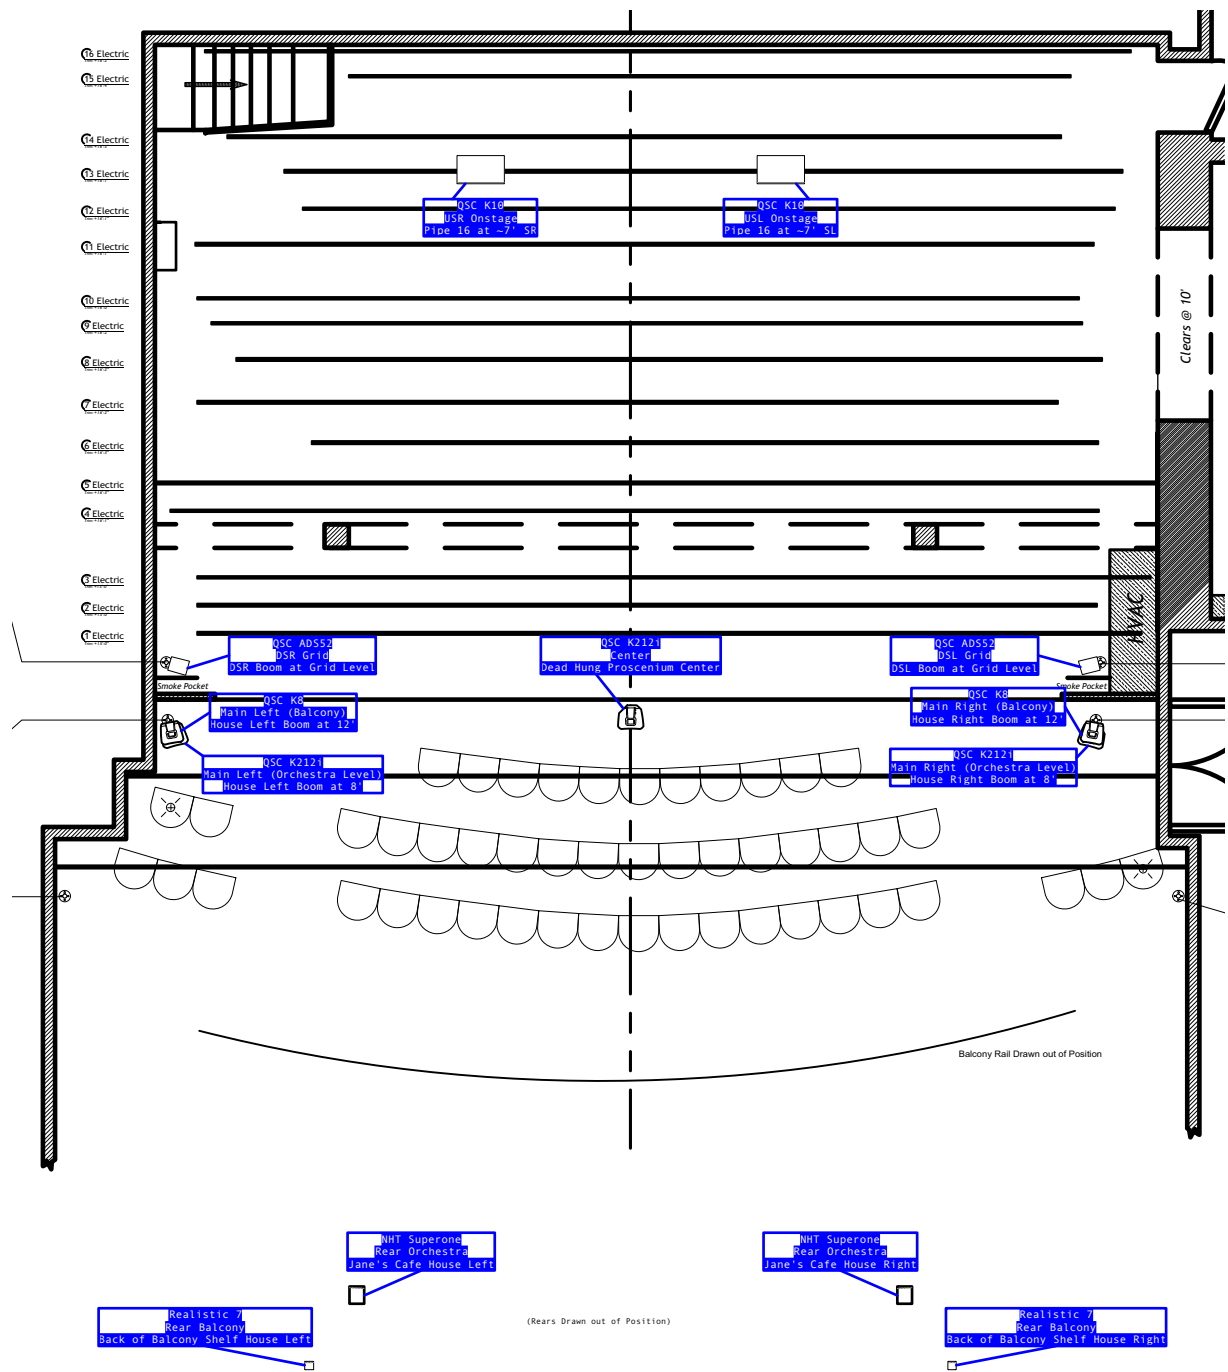 16 Electric
15 Electric
14 Electric
13 Electric
12 Electric
11 Electric
10 Electric
9 Electric
8 Electric
7 Electric
6 Electric
5 Electric
4 Electric
3 Electric
2 Electric
1 Electric
QSC K10
USR Onstage
Pipe 16 at ~7' SR
QSC K10
USL Onstage
Pipe 16 at ~7' SL
Clears @ 10'
HVAC
QSC ADS52
DSR Grid
DSR Boom at Grid Level
QSC K212i
Center
Dead Hung Proscenium Center
QSC ADS52
DSL Grid
DSL Boom at Grid Level
Smoke Pocket
Smoke Pocket
QSC K8
Main Left (Balcony)
House Left Boom at 12'
QSC K8
Main Right (Balcony)
House Right Boom at 12'
QSC K212i
Main Left (Orchestra Level)
House Left Boom at 8'
QSC K212i
Main Right (Orchestra Level)
House Right Boom at 8'
Balcony Rail Drawn out of Position
NHT Superone
Rear Orchestra
Jane's Cafe House Left
NHT Superone
Rear Orchestra
Jane's Cafe House Right
Realistic 7
Rear Balcony
Back of Balcony Shelf House Left
(Rears Drawn out of Position)
Realistic 7
Rear Balcony
Back of Balcony Shelf House Right